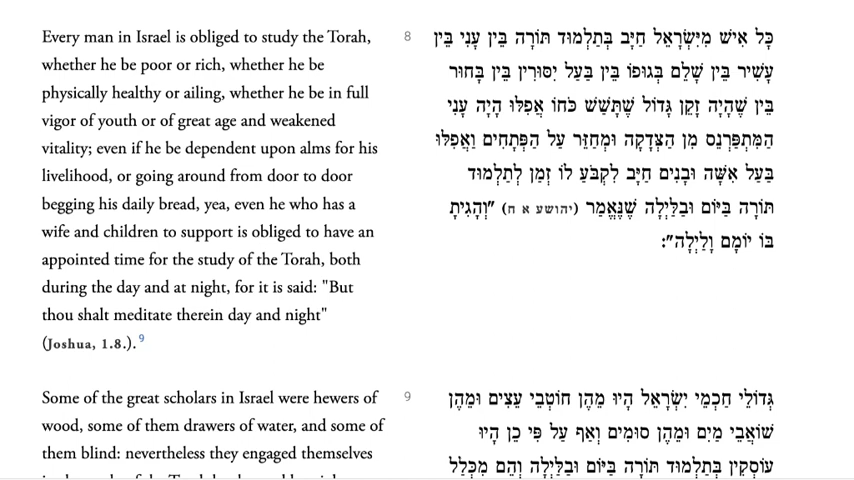 Every man in Israel is obliged to study the Torah,
whether he be poor or rich, whether he be
physically healthy or ailing, whether he be in full
vigor of youth or of great age and weakened
vitality; even if he be dependent upon alms for his
livelihood, or going around from door to door
begging his daily bread, yea, even he who has a
wife and children to support is obliged to have an
appointed time for the study of the Torah, both
during the day and at night, for it is said: "But
thou shalt meditate therein day and night"
(Joshua, 1.8.). 9
8
כָּל אִישׁ מִיִּשְׂרָאֵל חַיָּב בְּתַלְמוּד תּוֹרָה בֵּין עָנִי בֵּין
עָשִׁיר בֵּין שָׁלֵם בְּגוּפוֹ בֵּין בַּעַל יִסּוּרִין בֵּין בָּחוּר
בֵּין שֶׁהָיָה זָקֵן גָּדוֹל שֶׁתָּשַׁשׁ כֹּחוֹ אֲפִלּוּ הָיָה עָנִי
הַמִּתְפַּרְנֵס מִן הַצְּדָקָה וּמְחַזֵּר עַל הַפְּתָחִים וַאֲפִלּוּ
בַּעַל אִשָּׁה וּבָנִים חַיָּב לִקְבֹּעַ לוֹ זְמַן לְתַלְמוּד
תּוֹרָה בַּיּוֹם וּבַלַּיְלָה שֶׁנֶּאֱמַר (יהושע א ח) "וְהָגִיתָ
בּוֹ יוֹמָם וָלַיְלָה":
Some of the great scholars in Israel were hewers of
wood, some of them drawers of water, and some of
them blind: nevertheless they engaged themselves
9
גְּדוֹלֵי חַכְמֵי יִשְׂרָאֵל הָיוּ מֵהֶן חוֹטְבֵי עֵצִים וּמֵהֶן
שׁוֹאֲבֵי מַיִם וּמֵהֶן סוּמִים וְאַף עַל פִּי כֵן הָיוּ
עוֹסְקִין בְּתַלְמוּד תּוֹרָה בַּיּוֹם וּבַלַּיְלָה וְהֵם מִכְּלַל